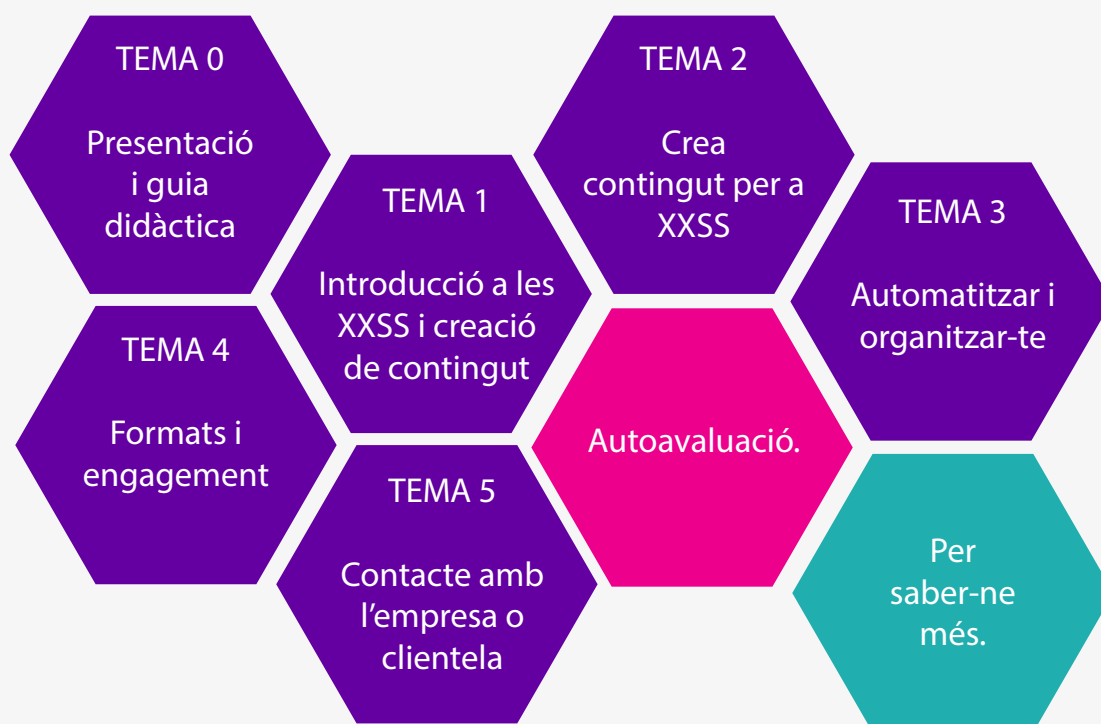 TEMA 0
Presentació
i guia
didàctica
TEMA 1
Introducció a les
XXSS i creació
de contingut
TEMA 2
Crea
contingut per a
XXSS
TEMA 3
Automatitzar i
organitzar-te
TEMA 4
Formats i
engagement
TEMA 5
Contacte amb
l'empresa o
clientela
Autoavaluació.
Per
saber-ne
més.